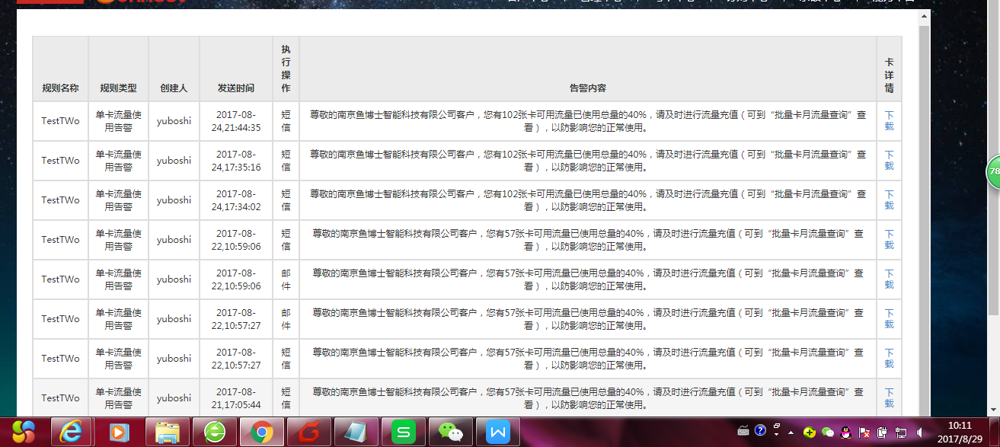 执
行
操
作
卡
详
情
规则名称 规则类型 创建人 发送时间 告警内容
TestTWo 单卡流量使用告警 yuboshi 2017-08-24,21:44:35 短信 尊敬的南京鱼博士智能科技有限公司客户，您有102张卡可用流量已使用总量的40%，请及时进行流量充值（可到“批量卡月流量查询”查看），以防影响您的正常使用。 下载
TestTWo 单卡流量使用告警 yuboshi 2017-08-24,17:35:16 短信 尊敬的南京鱼博士智能科技有限公司客户，您有102张卡可用流量已使用总量的40%，请及时进行流量充值（可到“批量卡月流量查询”查看），以防影响您的正常使用。 下载
TestTWo 单卡流量使用告警 yuboshi 2017-08-24,17:34:02 短信 尊敬的南京鱼博士智能科技有限公司客户，您有102张卡可用流量已使用总量的40%，请及时进行流量充值（可到“批量卡月流量查询”查看），以防影响您的正常使用。 下载
TestTWo 单卡流量使用告警 yuboshi 2017-08-22,10:59:06 短信 尊敬的南京鱼博士智能科技有限公司客户，您有57张卡可用流量已使用总量的40%，请及时进行流量充值（可到“批量卡月流量查询”查看），以防影响您的正常使用。 下载
TestTWo 单卡流量使用告警 yuboshi 2017-08-22,10:59:06 邮件 尊敬的南京鱼博士智能科技有限公司客户，您有57张卡可用流量已使用总量的40%，请及时进行流量充值（可到“批量卡月流量查询”查看），以防影响您的正常使用。 下载
TestTWo 单卡流量使用告警 yuboshi 2017-08-22,10:57:27 邮件 尊敬的南京鱼博士智能科技有限公司客户，您有57张卡可用流量已使用总量的40%，请及时进行流量充值（可到“批量卡月流量查询”查看），以防影响您的正常使用。 下载
TestTWo 单卡流量使用告警 yuboshi 2017-08-22,10:57:27 短信 尊敬的南京鱼博士智能科技有限公司客户，您有57张卡可用流量已使用总量的40%，请及时进行流量充值（可到“批量卡月流量查询”查看），以防影响您的正常使用。 下载
TestTWo 单卡流量使用告警 yuboshi 2017-08-21,17:05:44 短信 尊敬的南京鱼博士智能科技有限公司客户，您有57张卡可用流量已使用总量的40%，请及时进行流量充值（可到“批量卡月流量查询”查看），以防影响您的正常使用。 下载
78
10:11
2017/8/29